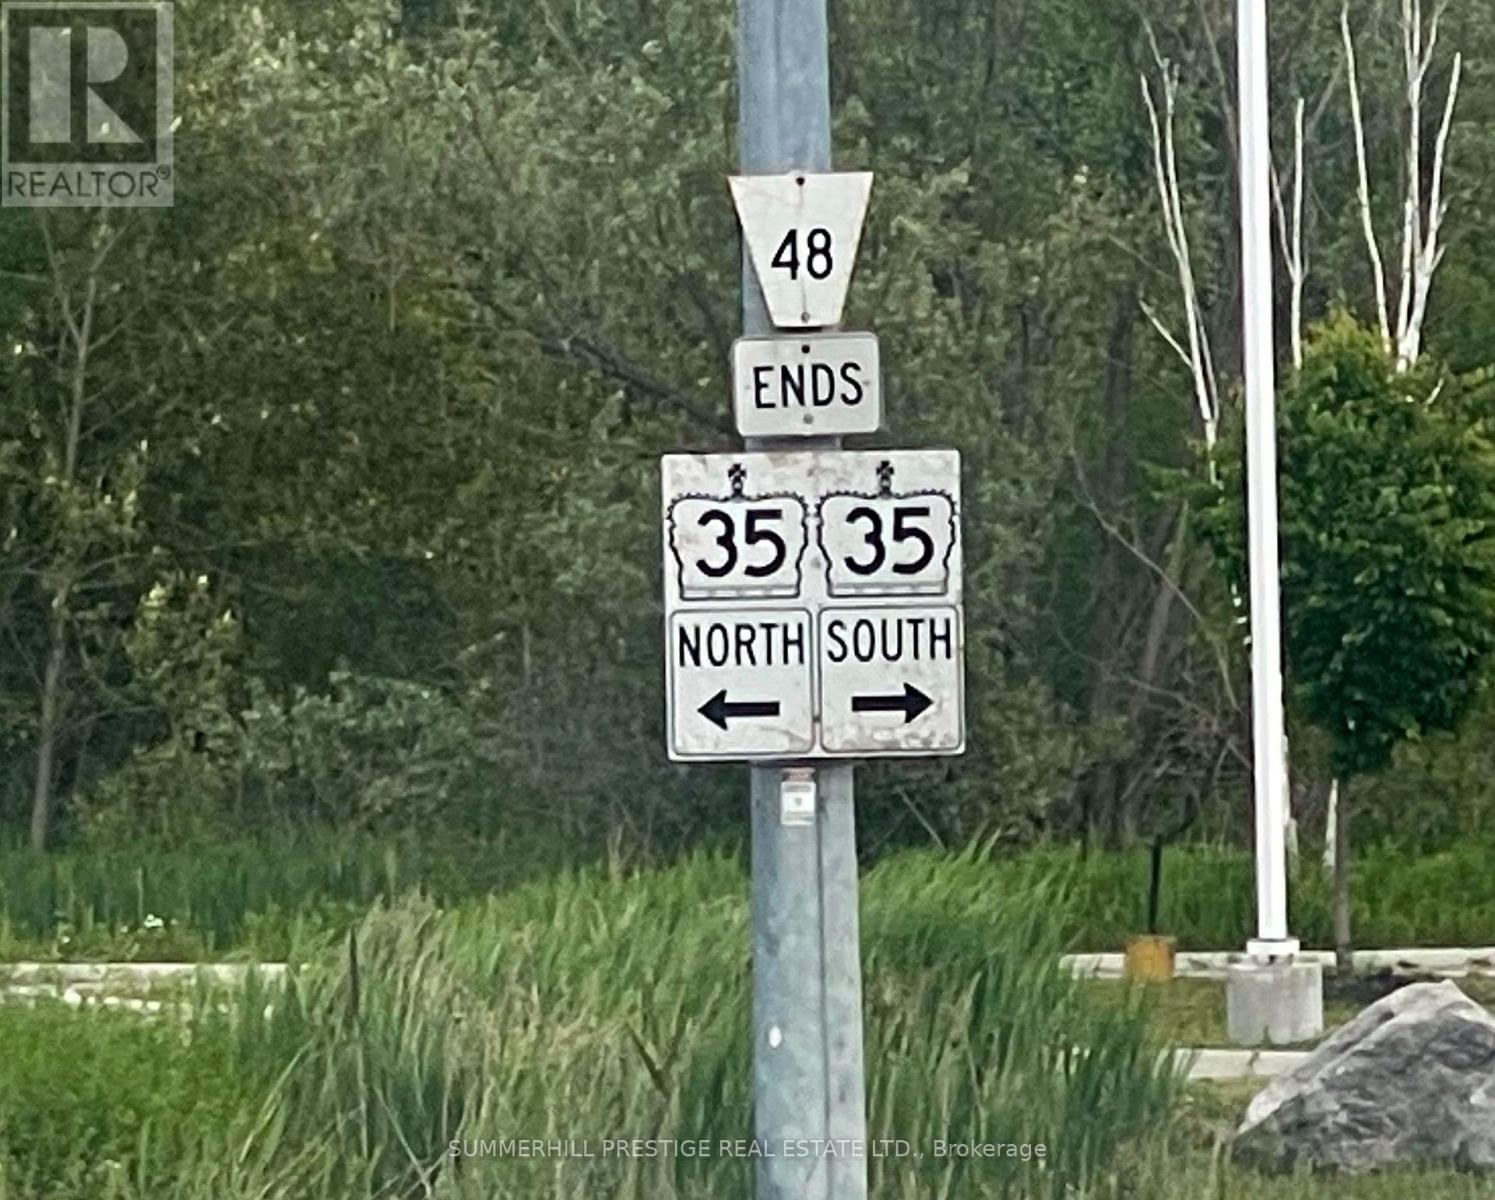 REALTOR®
48
ENDS
35 35
NORTH SOUTH
SUMMERHILL PRESTIGE REAL ESTATE LTD., Brokerage